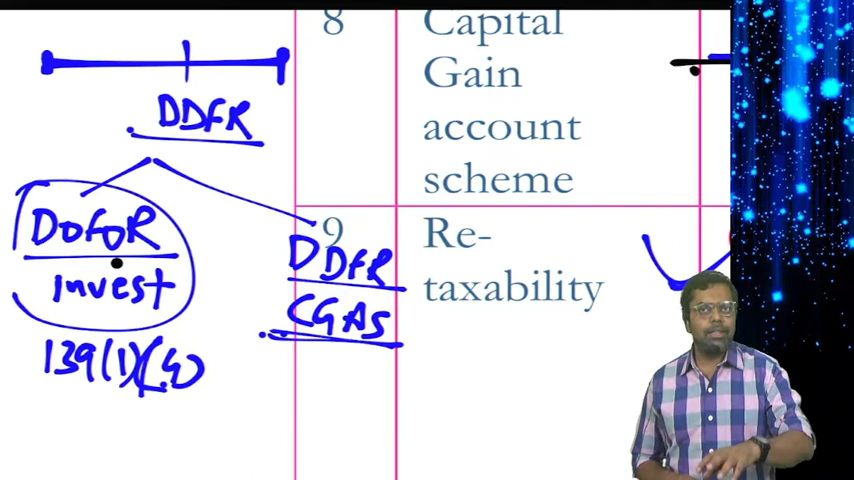 DDFR
DofoR
invest
139(1)(4)
DDFR
CGAS
8
Capital
Gain
account
scheme
9
Re-
taxability